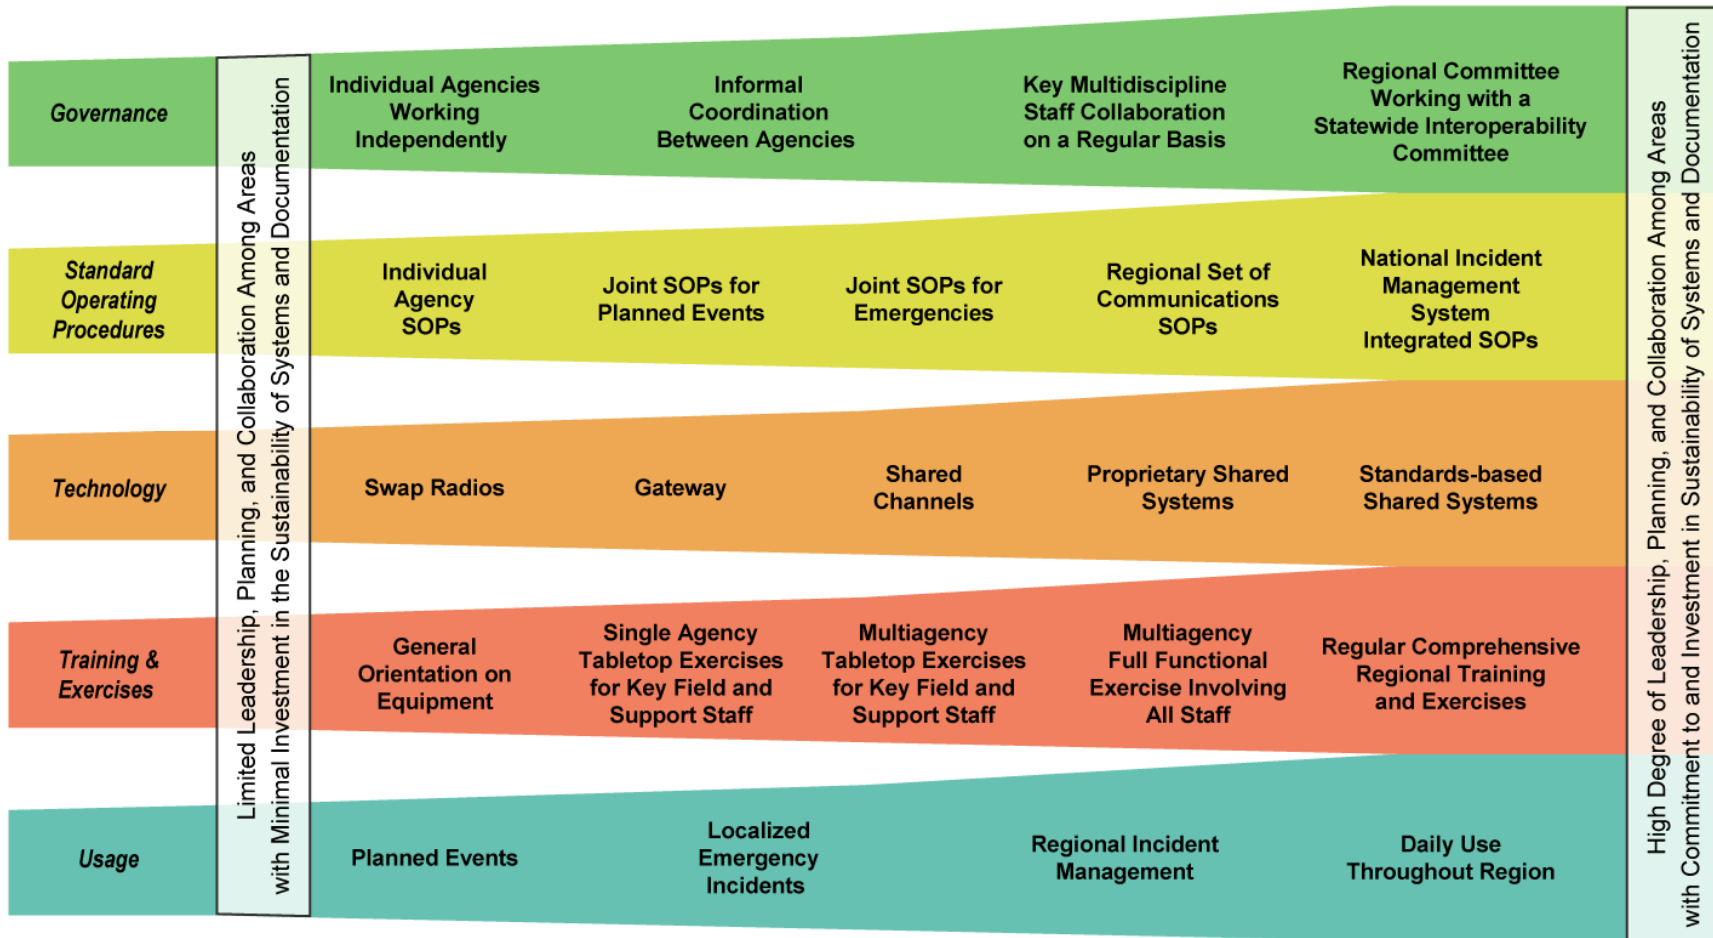 Governance
Limited Leadership, Planning, and Collaboration Among Areas
with Minimal Investment in the Sustainability of Systems and Documentation
Individual Agencies
Working
Independently
Informal
Coordination
Between Agencies
Key Multidiscipline
Staff Collaboration
on a Regular Basis
Regional Committee
Working with a
Statewide Interoperability
Committee
High Degree of Leadership, Planning, and Collaboration Among Areas
with Commitment to and Investment in Sustainability of Systems and Documentation
Standard
Operating
Procedures
Individual
Agency
SOPs
Joint SOPs for
Planned Events
Joint SOPs for
Emergencies
Regional Set of
Communications
SOPs
National Incident
Management
System
Integrated SOPs
Technology
Swap Radios
Gateway
Shared
Channels
Proprietary Shared
Systems
Standards-based
Shared Systems
Training &
Exercises
General
Orientation on
Equipment
Single Agency
Tabletop Exercises
for Key Field and
Support Staff
Multiagency
Tabletop Exercises
for Key Field and
Support Staff
Multiagency
Full Functional
Exercise Involving
All Staff
Regular Comprehensive
Regional Training
and Exercises
Usage
Planned Events
Localized
Emergency
Incidents
Regional Incident
Management
Daily Use
Throughout Region